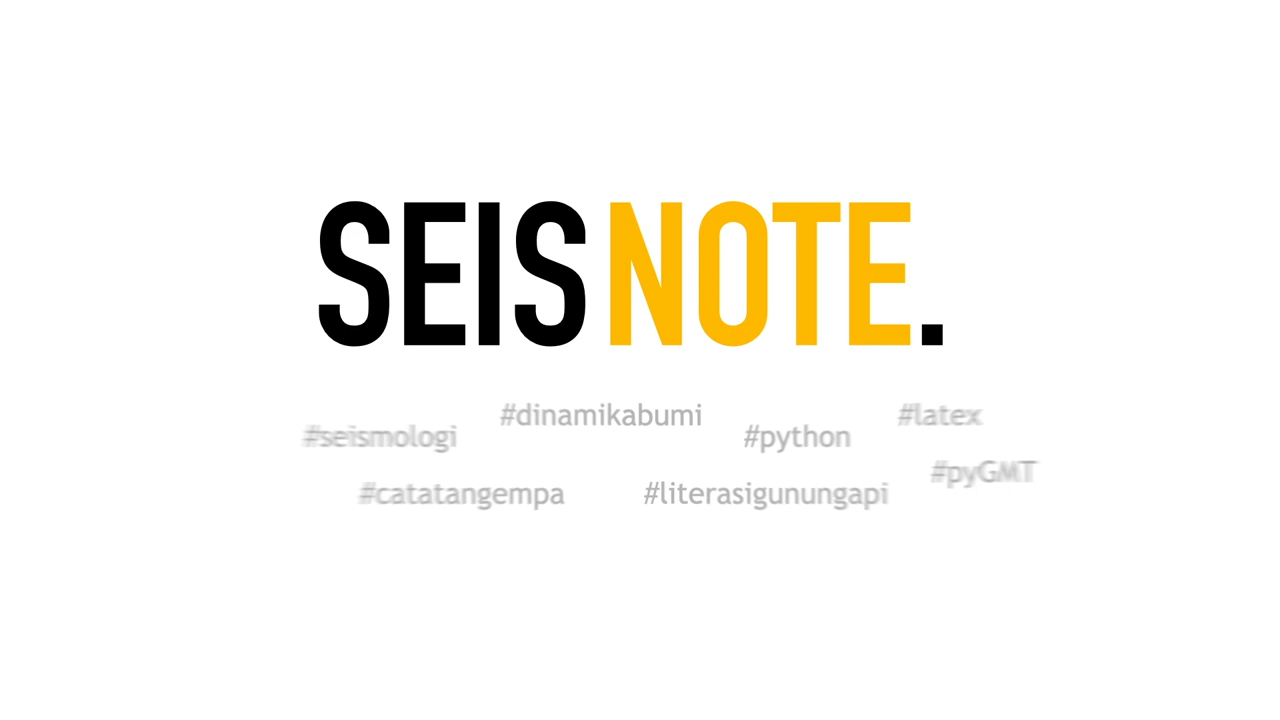 SEISNOTE.
#dinamikabumi #latex
#seismologi #python
#pyGMT
#catatangempa #literasigunungapi